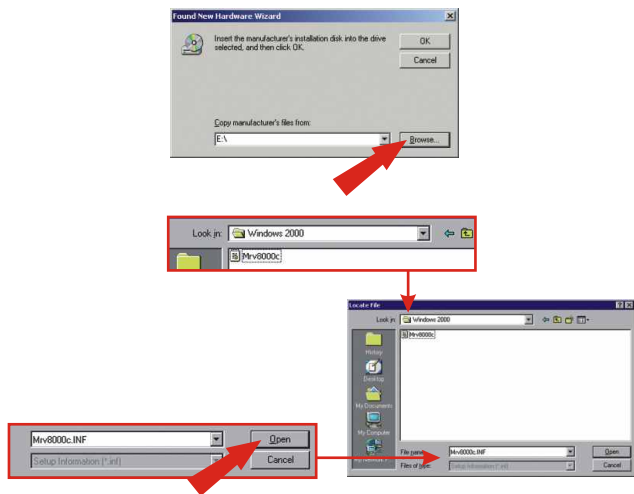 Found New Hardware Wizard
Insert the manufacturer's installation disk into the drive
selected, and then click OK.
OK
Cancel
Copy manufacturer's files from:
E:\
Browse...
Look in:
Windows 2000
Mrv8000c
Locate File
Look in:
Windows 2000
Mrv8000c
History
Desktop
My Documents
My Computer
File name:
Mrv8000c.INF
Open
Files of type:
Setup Information (*.inf)
Cancel
Mrv8000c.INF
Open
Setup Information (*.inf)
Cancel